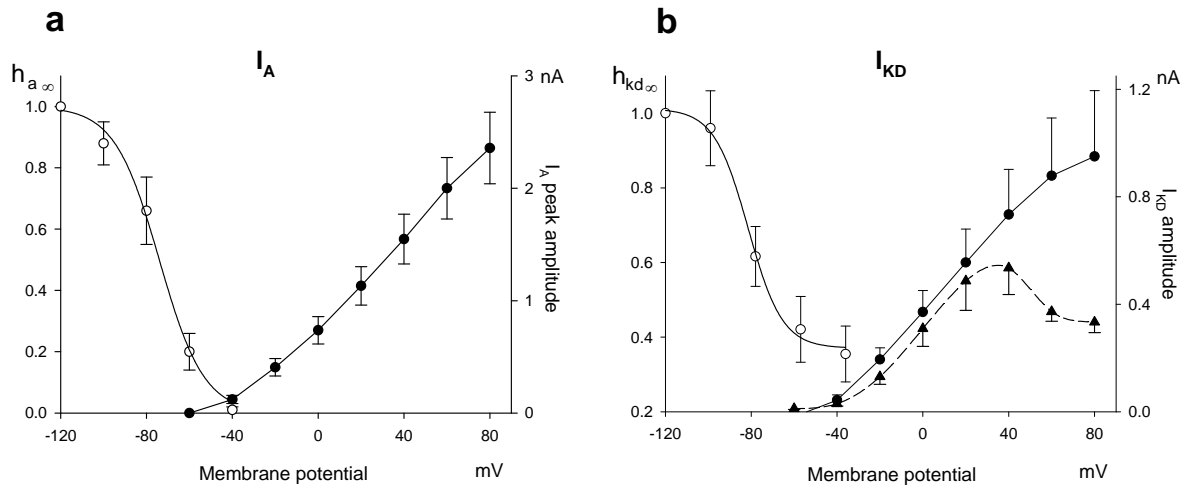 a
I_A
h_a∞
3 nA
1.0
0.8
0.6
0.4
0.2
0.0
2
1
0
I_A peak amplitude
-120 -80 -40 0 40 80
Membrane potential mV
b
I_KD
h_kd∞
nA
1.0
0.8
0.6
0.4
0.2
1.2
0.8
0.4
0.0
I_KD amplitude
-120 -80 -40 0 40 80
Membrane potential mV